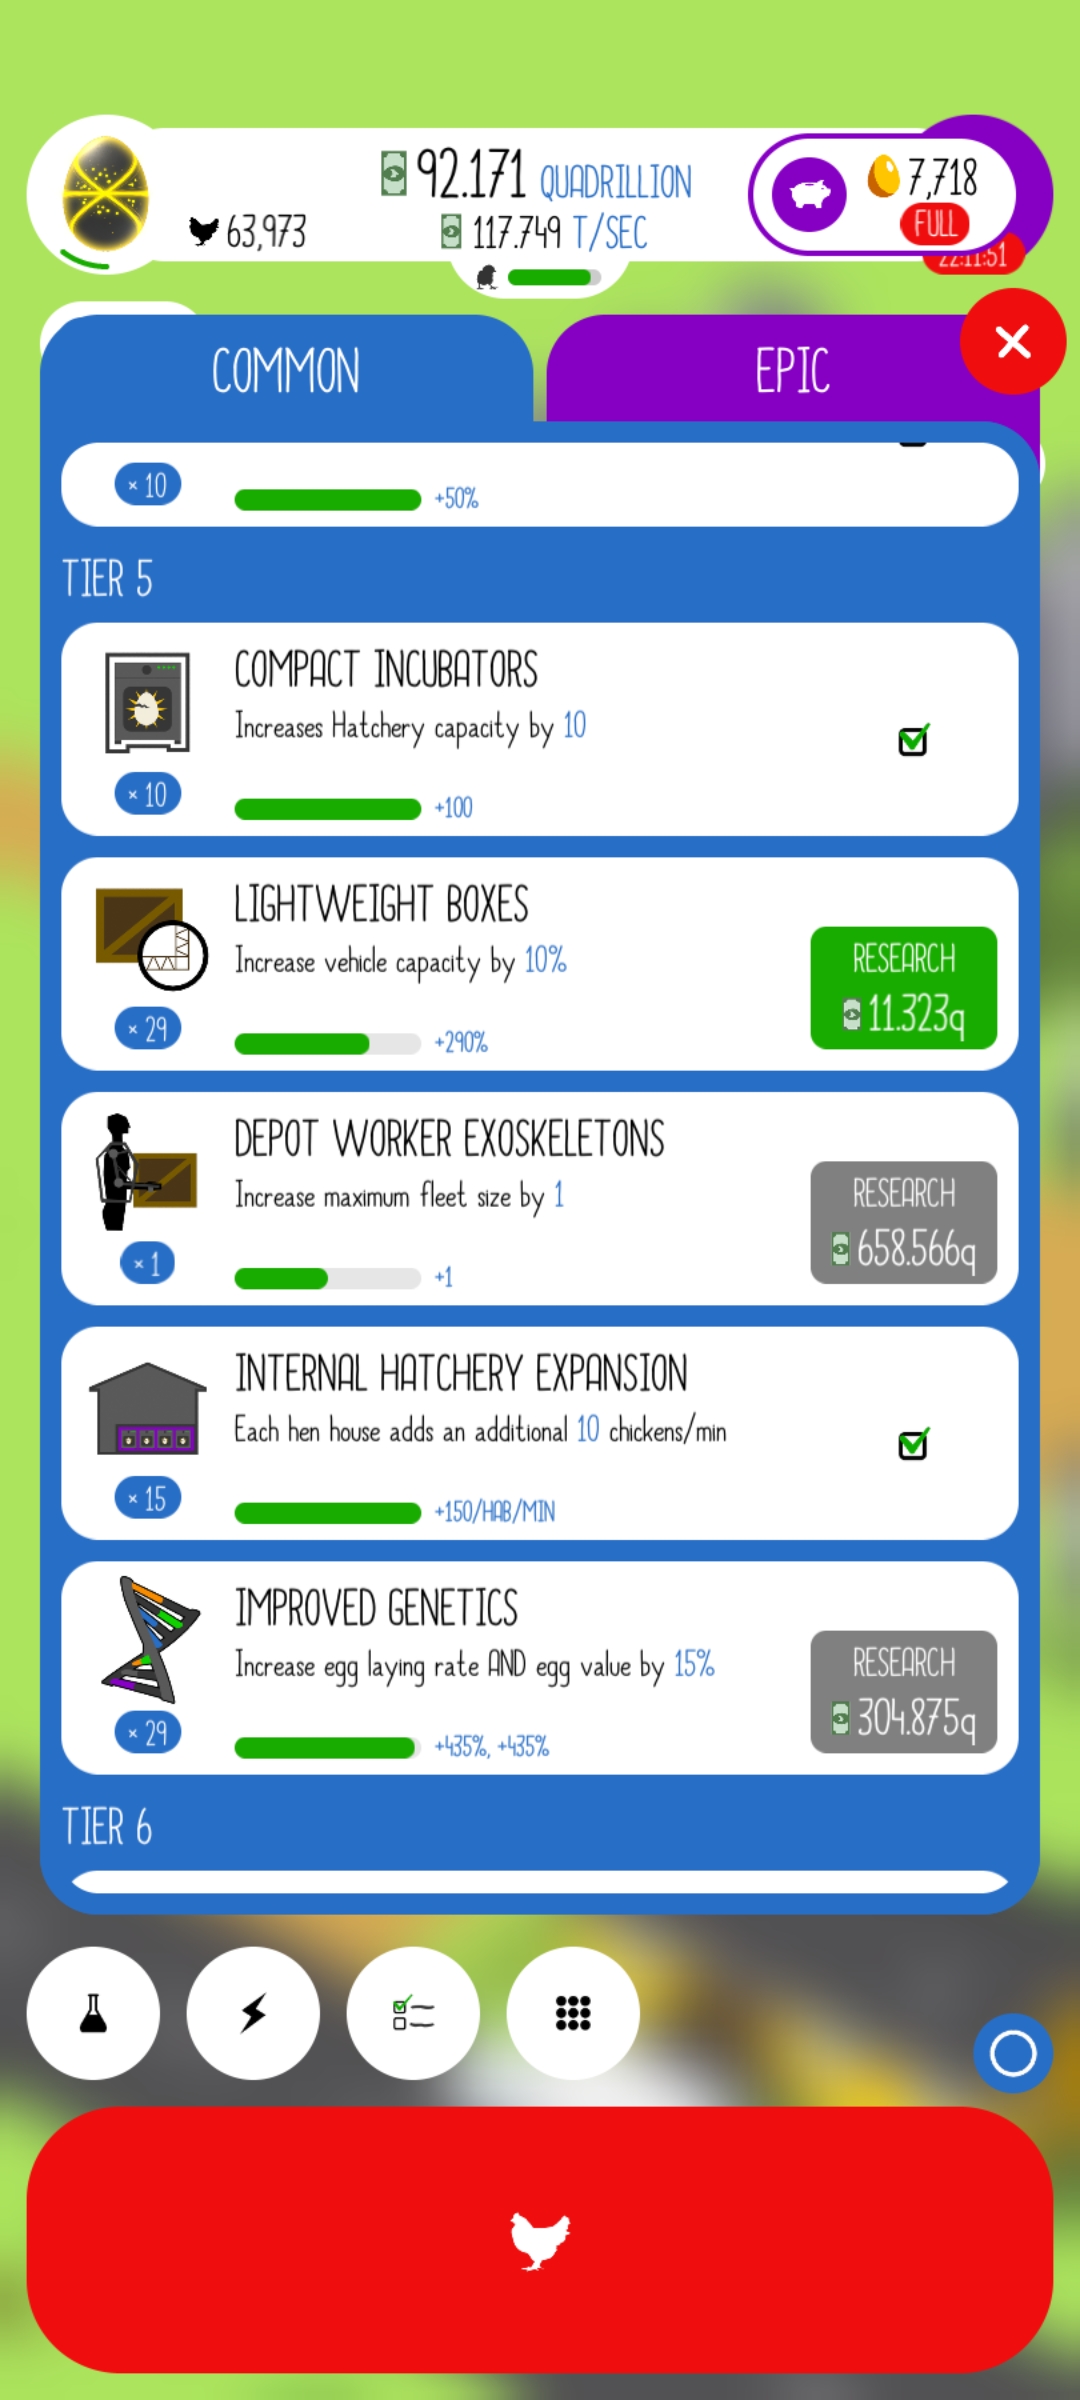 92.171 QUADRILLION
63,973
117.749 T/SEC
7,718
FULL
22:11:51
COMMON
EPIC
× 10
+50%
TIER 5
COMPACT INCUBATORS
Increases Hatchery capacity by 10
× 10
+100
LIGHTWEIGHT BOXES
Increase vehicle capacity by 10%
RESEARCH
11.323q
× 29
+290%
DEPOT WORKER EXOSKELETONS
Increase maximum fleet size by 1
RESEARCH
658.566q
× 1
+1
INTERNAL HATCHERY EXPANSION
Each hen house adds an additional 10 chickens/min
× 15
+150/HAB/MIN
IMPROVED GENETICS
Increase egg laying rate AND egg value by 15%
RESEARCH
304.875q
× 29
+435%, +435%
TIER 6